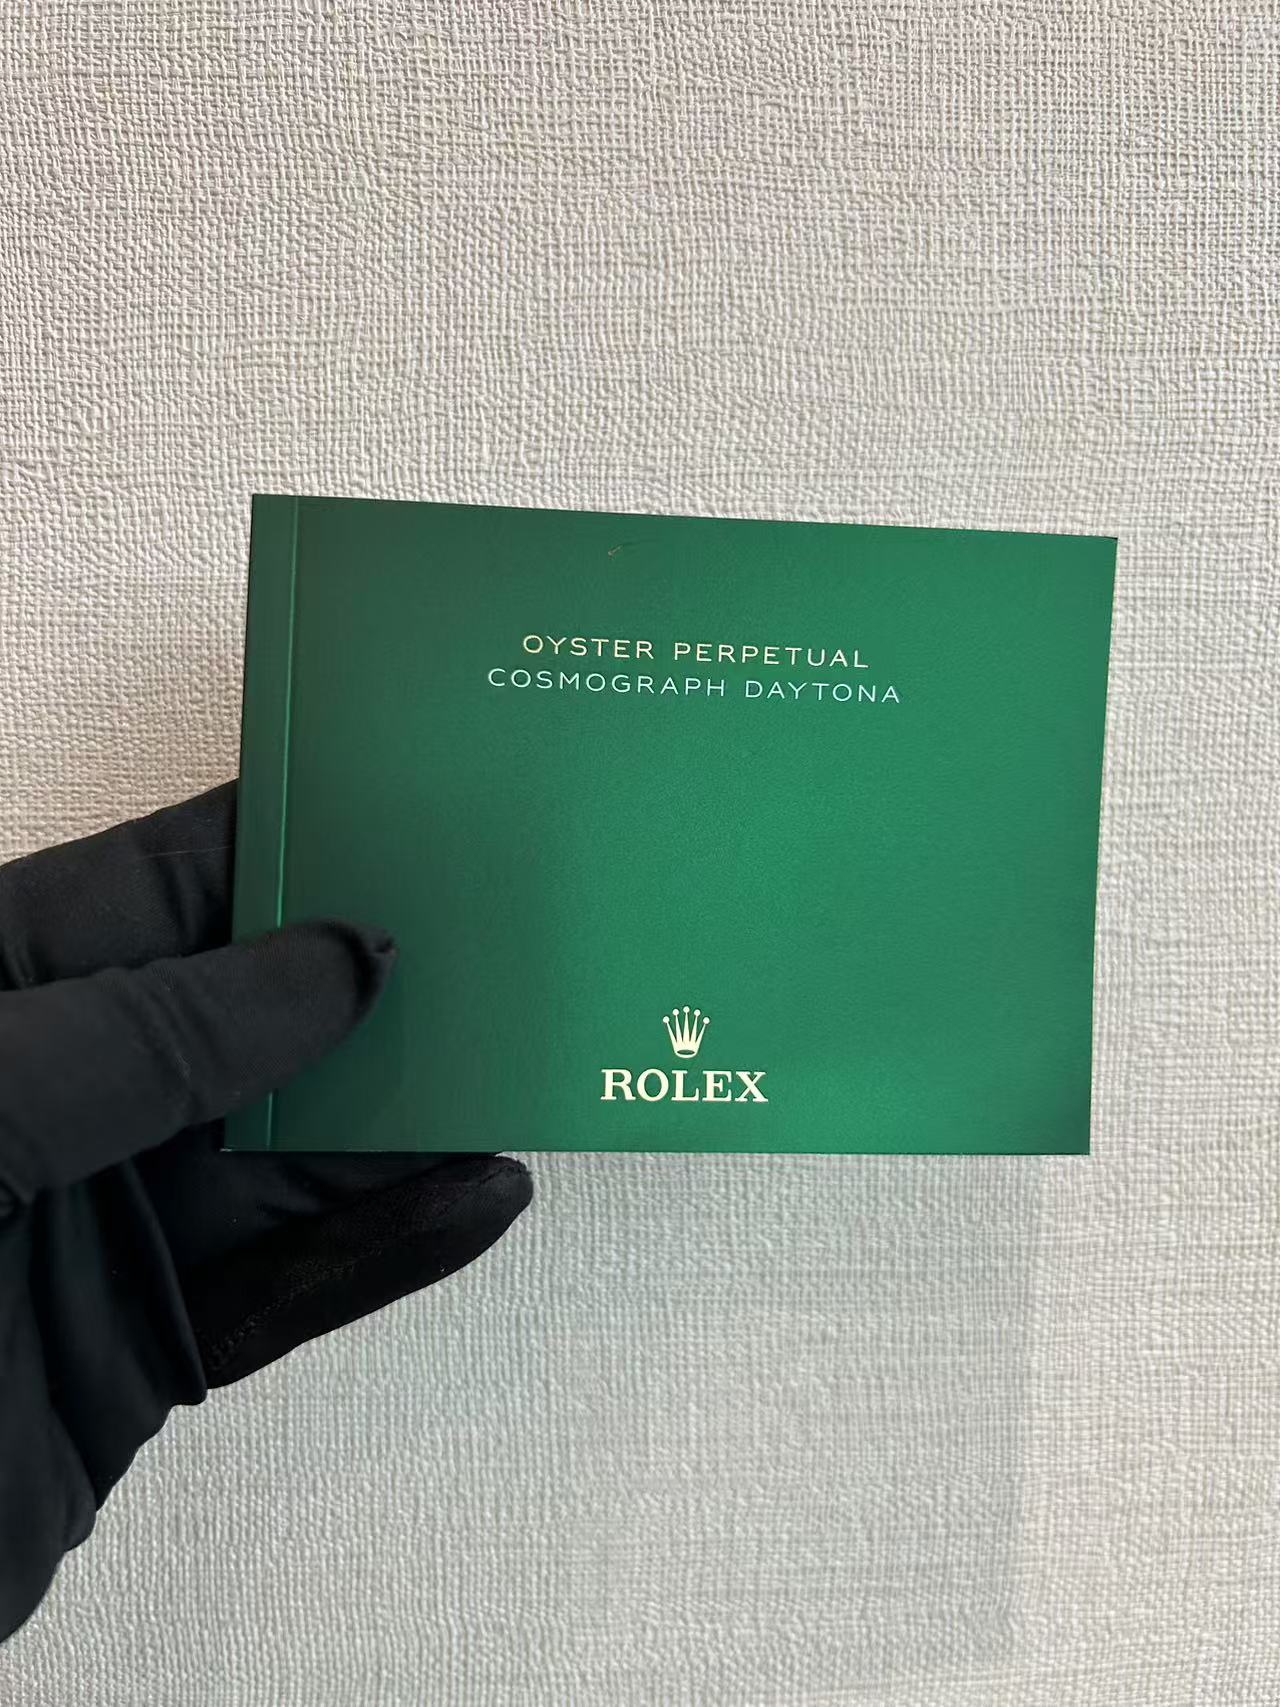 OYSTER PERPETUAL
COSMOGRAPH DAYTONA
ROLEX